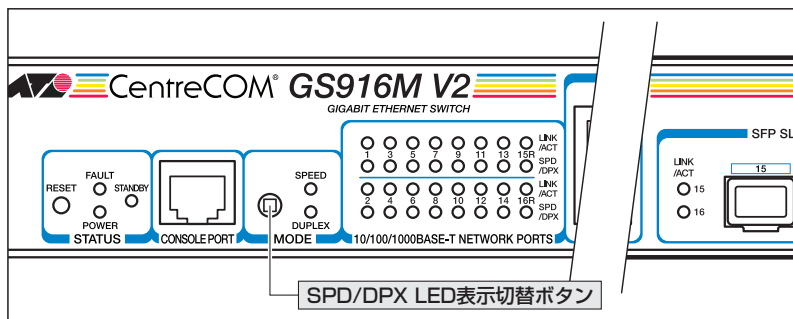 CentreCOM® GS916M V2
GIGABIT ETHERNET SWITCH
RESET
FAULT
STANDBY
POWER
STATUS
CONSOLE PORT
SPEED
DUPLEX
MODE
1 3 5 7 9 11 13 15R
LINK
/ACT
SPD
/DPX
2 4 6 8 10 12 14 16R
LINK
/ACT
SPD
/DPX
10/100/1000BASE-T NETWORK PORTS
SFP SL
LINK
/ACT
15
16
15
SPD/DPX LED表示切替ボタン